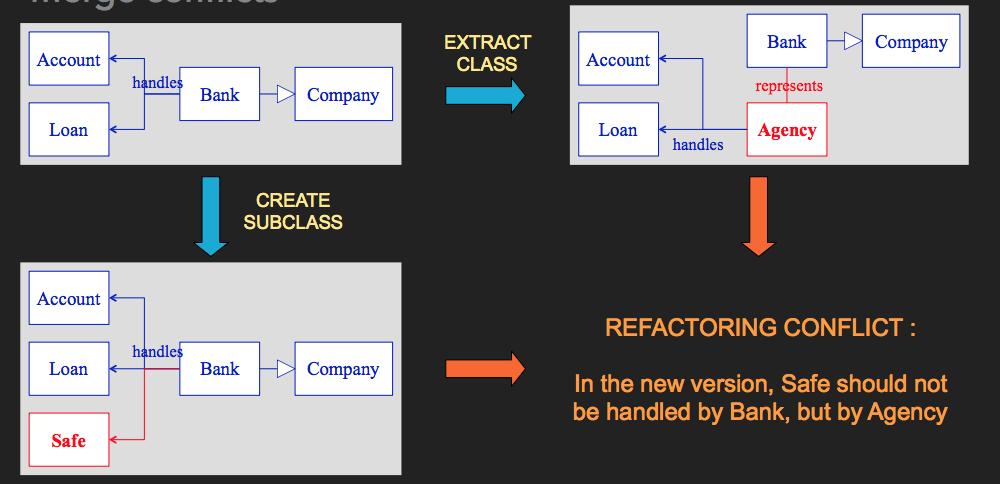 Merge conflicts
Account
handles
Bank
Company
Loan
EXTRACT
CLASS
Bank
Company
Account
represents
Loan
Agency
handles
CREATE
SUBCLASS
Account
handles
Loan
Bank
Company
Safe
REFACTORING CONFLICT :
In the new version, Safe should not
be handled by Bank, but by Agency